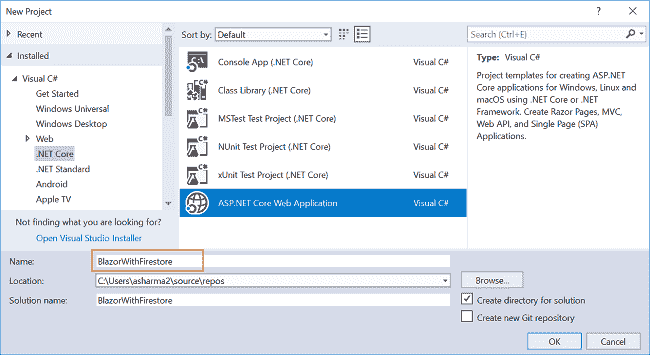 New Project
? X
Recent
Installed
Visual C#
Get Started
Windows Universal
Windows Desktop
Web
.NET Core
.NET Standard
Android
Apple TV
Not finding what you are looking for?
Open Visual Studio Installer
Sort by: Default
Console App (.NET Core) Visual C#
Class Library (.NET Core) Visual C#
MSTest Test Project (.NET Core) Visual C#
NUnit Test Project (.NET Core) Visual C#
xUnit Test Project (.NET Core) Visual C#
ASP.NET Core Web Application Visual C#
Search (Ctrl+E)
Type: Visual C#
Project templates for creating ASP.NET
Core applications for Windows, Linux and
macOS using .NET Core or .NET
Framework. Create Razor Pages, MVC,
Web API, and Single Page (SPA)
Applications.
Name: BlazorWithFirestore
Location: C:\Users\asharma2\source\repos Browse...
Solution name: BlazorWithFirestore
Create directory for solution
Create new Git repository
OK Cancel